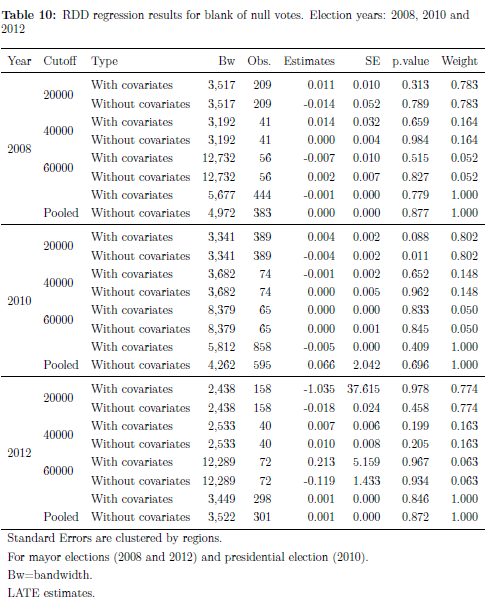 Table 10: RDD regression results for blank of null votes. Election years: 2008, 2010 and
2012
Year Cutoff Type Bw Obs. Estimates SE p.value Weight
With covariates 3,517 209 0.011 0.010 0.313 0.783
20000
Without covariates 3,517 209 -0.014 0.052 0.789 0.783
With covariates 3,192 41 0.014 0.032 0.659 0.164
40000
Without covariates 3,192 41 0.000 0.004 0.984 0.164
2008
With covariates 12,732 56 -0.007 0.010 0.515 0.052
60000
Without covariates 12,732 56 0.002 0.007 0.827 0.052
With covariates 5,677 444 -0.001 0.000 0.779 1.000
Pooled Without covariates 4,972 383 0.000 0.000 0.877 1.000
With covariates 3,341 389 0.004 0.002 0.088 0.802
20000
Without covariates 3,341 389 -0.004 0.002 0.011 0.802
With covariates 3,682 74 -0.001 0.002 0.652 0.148
40000
Without covariates 3,682 74 0.000 0.005 0.962 0.148
2010
With covariates 8,379 65 0.000 0.000 0.833 0.050
60000
Without covariates 8,379 65 0.000 0.001 0.845 0.050
With covariates 5,812 858 -0.005 0.000 0.409 1.000
Pooled Without covariates 4,262 595 0.066 2.042 0.696 1.000
With covariates 2,438 158 -1.035 37.615 0.978 0.774
20000
Without covariates 2,438 158 -0.018 0.024 0.458 0.774
With covariates 2,533 40 0.007 0.006 0.199 0.163
40000
Without covariates 2,533 40 0.010 0.008 0.205 0.163
2012
With covariates 12,289 72 0.213 5.159 0.967 0.063
60000
Without covariates 12,289 72 -0.119 1.433 0.934 0.063
With covariates 3,449 298 0.001 0.000 0.846 1.000
Pooled Without covariates 3,522 301 0.001 0.000 0.872 1.000
Standard Errors are clustered by regions.
For mayor elections (2008 and 2012) and presidential election (2010).
Bw=bandwidth.
LATE estimates.